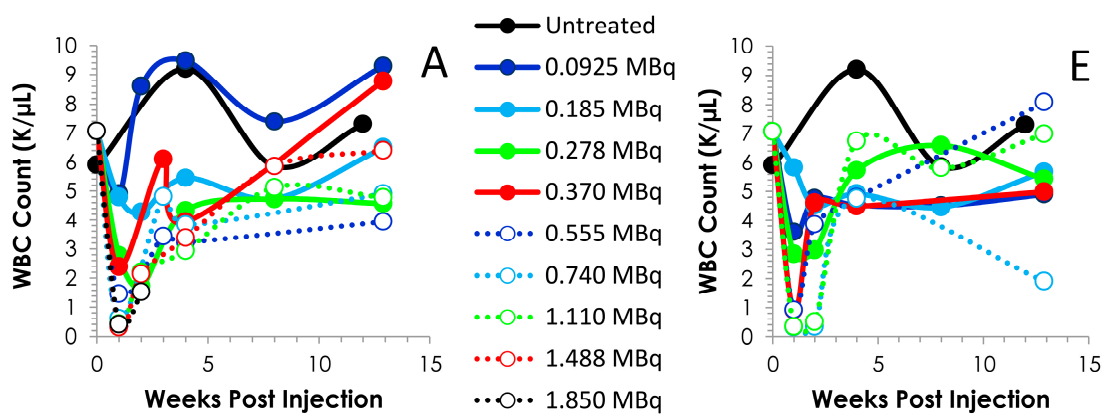 A
WBC Count (K/µL)
10
9
8
7
6
5
4
3
2
1
0
0 5 10 15
Weeks Post Injection
Untreated
0.0925 MBq
0.185 MBq
0.278 MBq
0.370 MBq
0.555 MBq
0.740 MBq
1.110 MBq
1.488 MBq
1.850 MBq
E
WBC Count (K/µL)
10
9
8
7
6
5
4
3
2
1
0
0 5 10 15
Weeks Post Injection